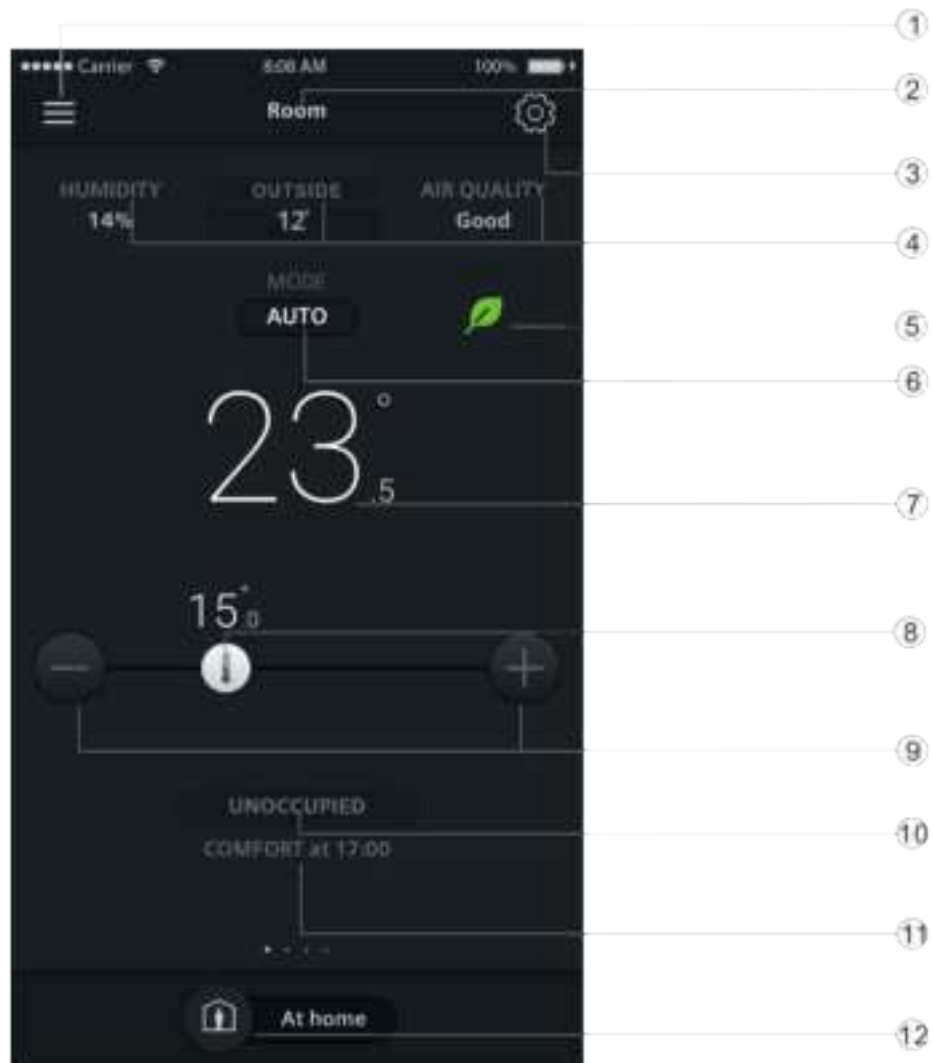 ①
Carrier 6:08 AM 100%
②
Room
③
HUMIDITY OUTSIDE AIR QUALITY
14% 12° Good
④
MODE
AUTO
⑤
⑥
23.5°
⑦
15.0°
⑧
⑨
UNOCCUPIED
⑩
COMFORT at 17:00
⑪
At home
⑫